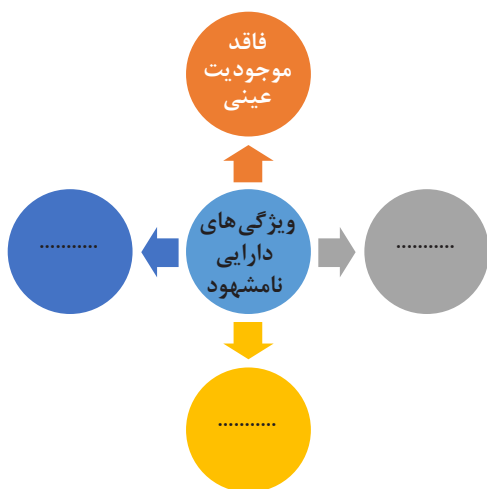 فاقد
موجودیت
عینی
ویژگی‌های
دارایی
نامشهود
...........
...........
...........